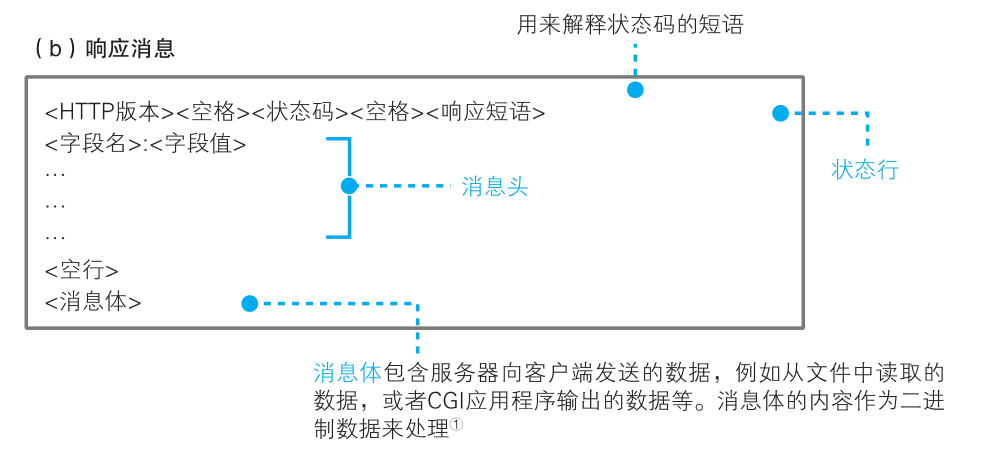 用来解释状态码的短语
（b）响应消息
<HTTP版本><空格><状态码><空格><响应短语>
状态行
<字段名>:<字段值>
…
消息头
…
…
<空行>
<消息体>
消息体包含服务器向客户端发送的数据，例如从文件中读取的
数据，或者CGI应用程序输出的数据等。消息体的内容作为二进
制数据来处理①